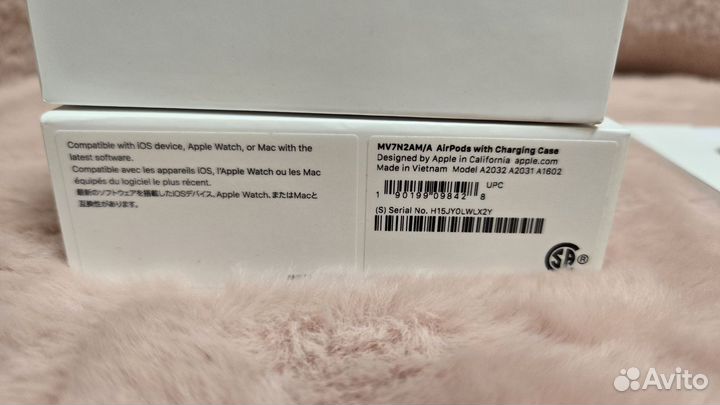 Compatible with iOS device, Apple Watch, or Mac with the
latest software.
Compatible avec les appareils iOS, l'Apple Watch ou les Mac
équipés du logiciel le plus récent.
最新のソフトウェアを搭載したiOSデバイス、Apple Watch、またはMacと
互換性があります。
MV7N2AM/A AirPods with Charging Case
Designed by Apple in California apple.com
Made in Vietnam Model A2032 A2031 A1602
UPC
1 90199 09842 8
(S) Serial No. H15JY0LWLX2Y
SA ®
Avito